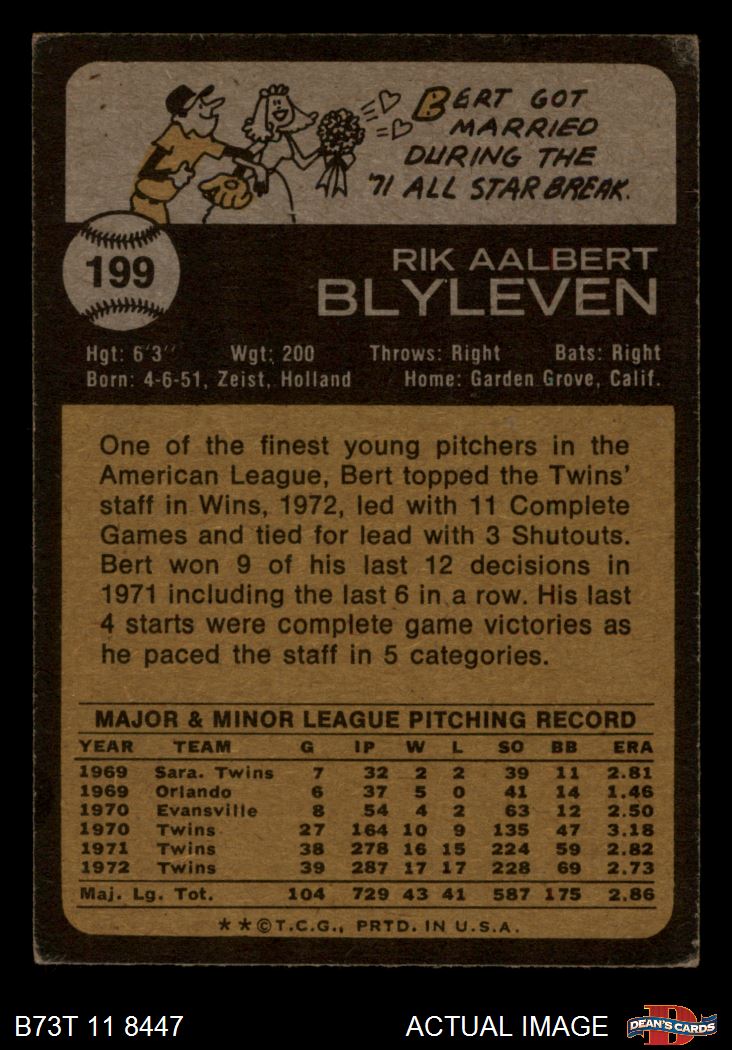 BERT GOT
MARRIED
DURING THE
'71 ALL STAR BREAK.
199
RIK AALBERT
BLYLEVEN
Hgt: 6'3" Wgt: 200 Throws: Right Bats: Right
Born: 4-6-51, Zeist, Holland Home: Garden Grove, Calif.
One of the finest young pitchers in the
American League, Bert topped the Twins'
staff in Wins, 1972, led with 11 Complete
Games and tied for lead with 3 Shutouts.
Bert won 9 of his last 12 decisions in
1971 including the last 6 in a row. His last
4 starts were complete game victories as
he paced the staff in 5 categories.
MAJOR & MINOR LEAGUE PITCHING RECORD
YEAR TEAM G IP W L SO BB ERA
1969 Sara. Twins 7 32 2 2 39 11 2.81
1969 Orlando 6 37 5 0 41 14 1.46
1970 Evansville 8 54 4 2 63 12 2.50
1970 Twins 27 164 10 9 135 47 3.18
1971 Twins 38 278 16 15 224 59 2.82
1972 Twins 39 287 17 17 228 69 2.73
Maj. Lg. Tot. 104 729 43 41 587 175 2.86
* * © T.C.G., PRTD. IN U.S.A.
B73T 11 8447 ACTUAL IMAGE
D
DEAN'S CARDS